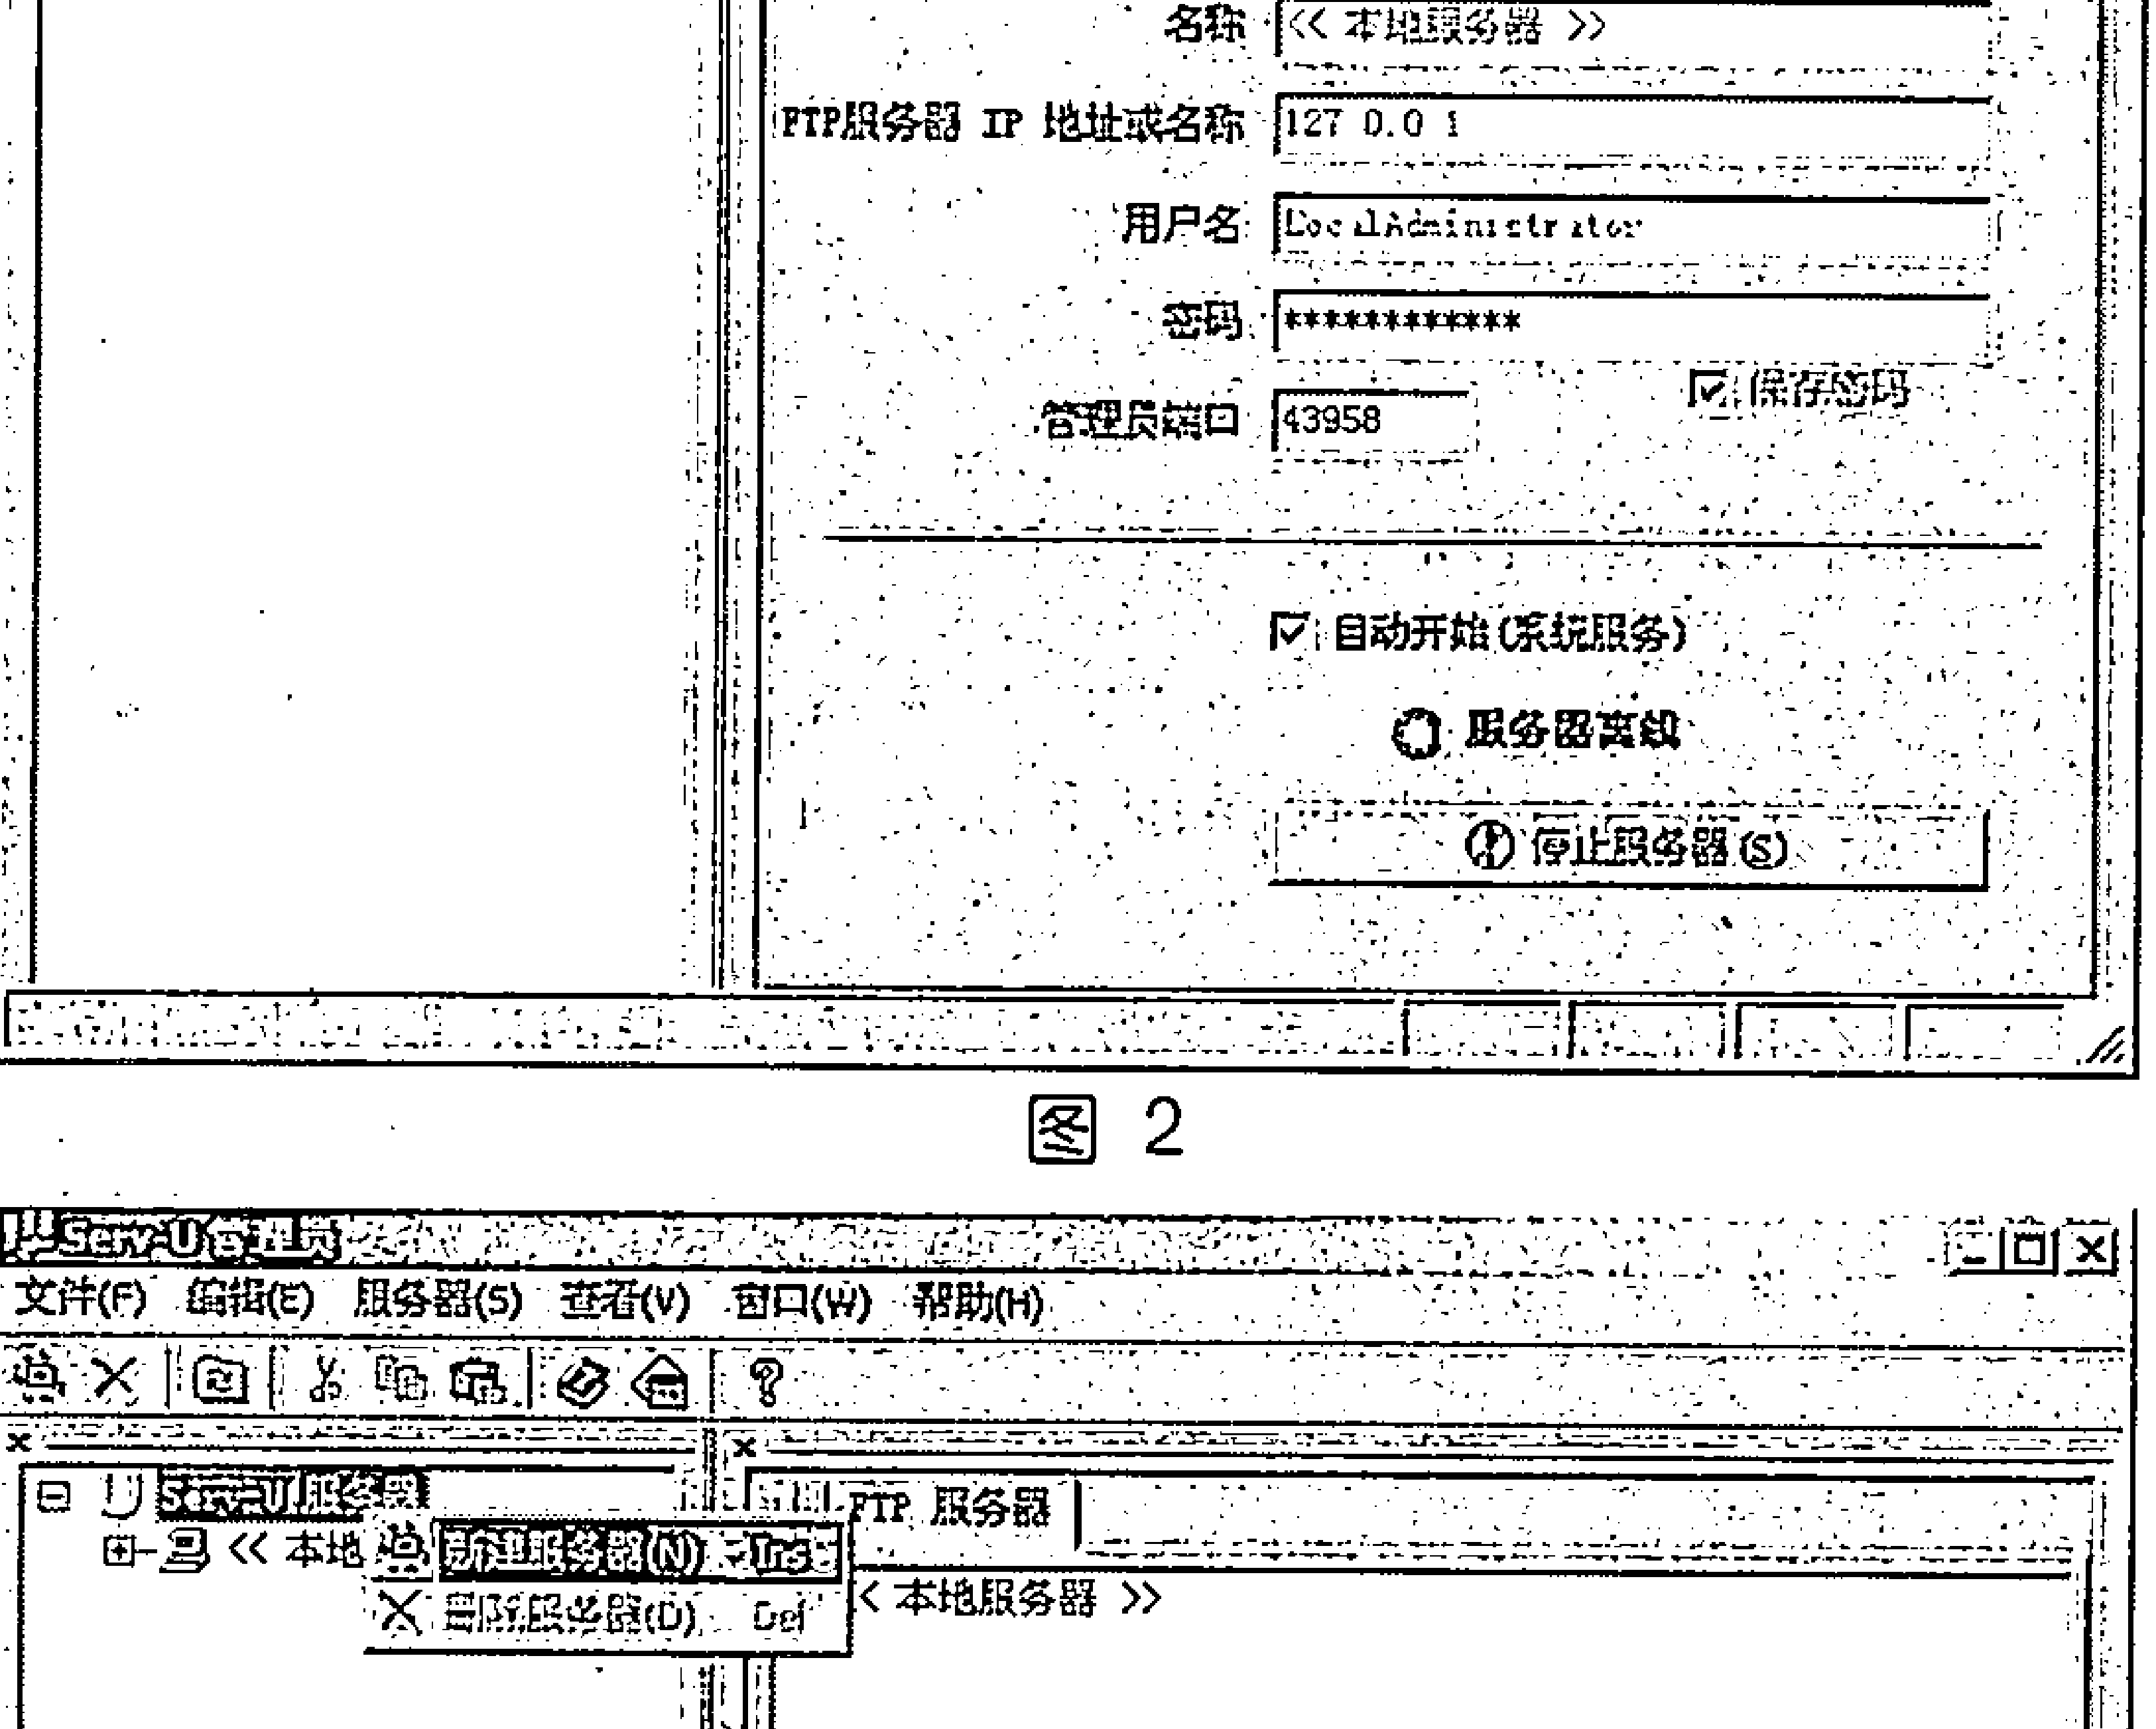 名称 << 本地服务器 >>
FTP服务器 IP 地址或名称 127 0.0 1
用户名 LocalAdministrator
密码 ************
保存密码
管理员端口 43958
自动开始(系统服务)
服务器离线
停止服务器(S)
图 2
Serv-U 管理员
文件(F) 编辑(E) 服务器(S) 查看(V) 窗口(W) 帮助(H)
Serv-U 服务器
FTP 服务器
<< 本地
新建服务器(N) Ins
删除服务器(D) Del
< 本地服务器 >>